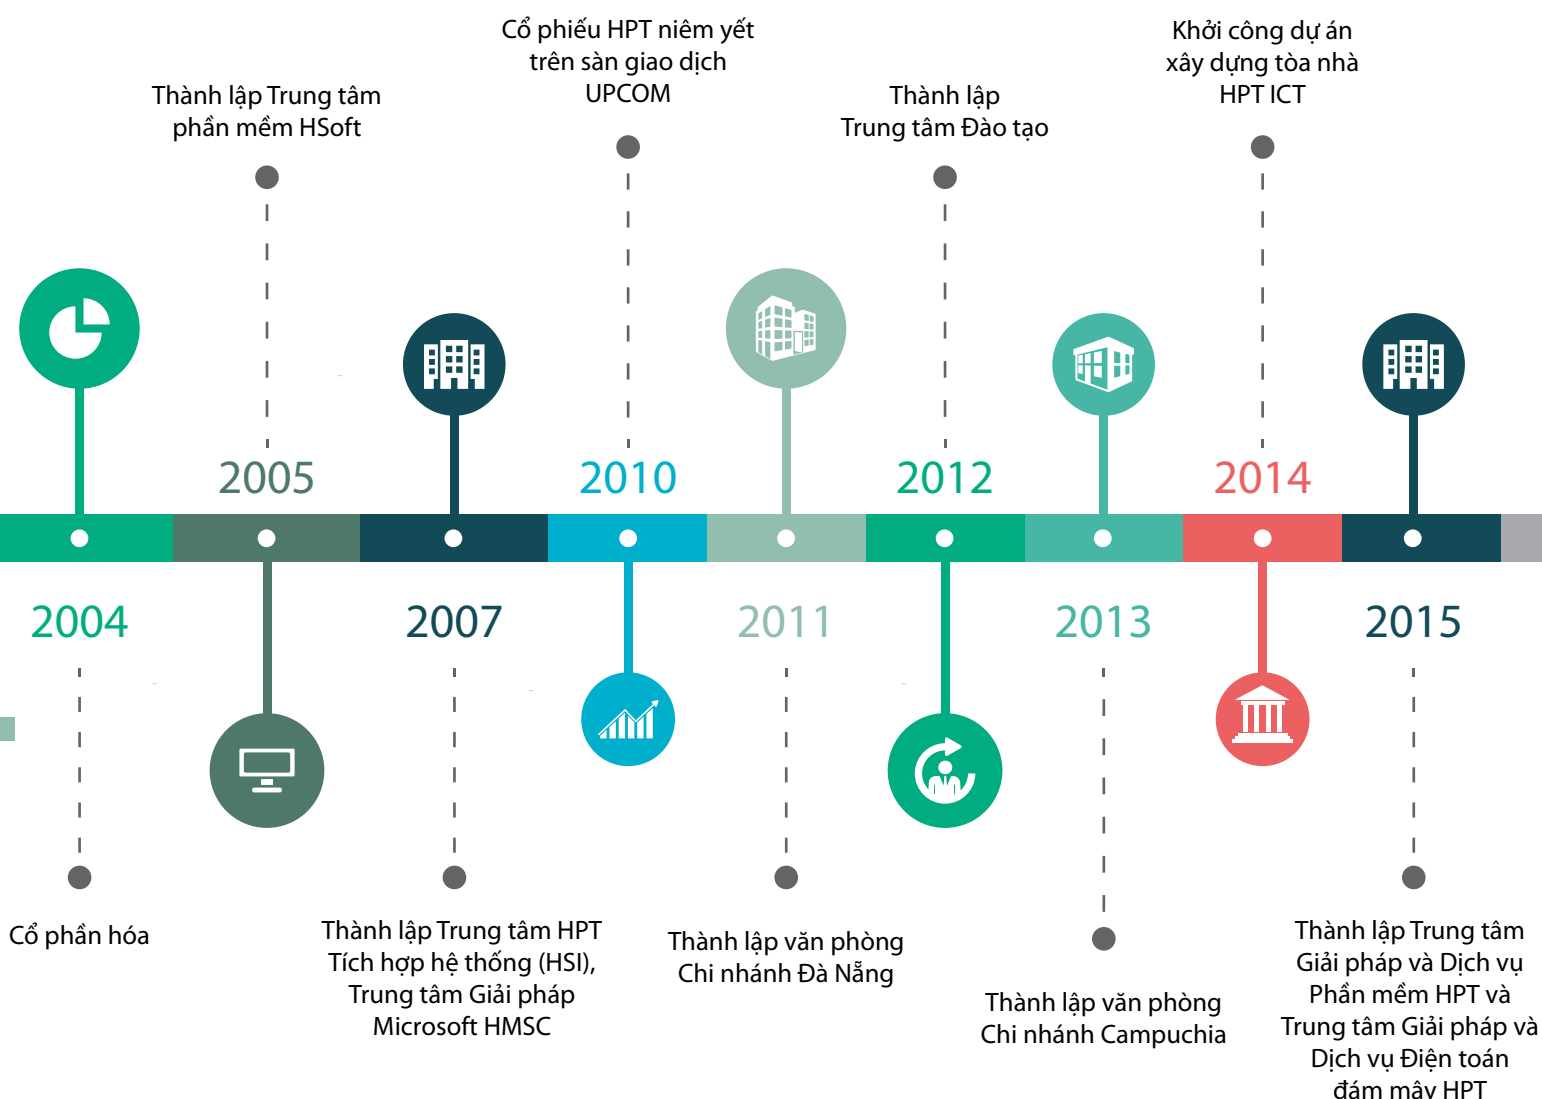 Cổ phiếu HPT niêm yết
trên sàn giao dịch
UPCOM
Khởi công dự án
xây dựng tòa nhà
HPT ICT
Thành lập Trung tâm
phần mềm HSoft
Thành lập
Trung tâm Đào tạo
2005
2010
2012
2014
2004
2007
2011
2013
2015
Cổ phần hóa
Thành lập Trung tâm HPT
Tích hợp hệ thống (HSI),
Trung tâm Giải pháp
Microsoft HMSC
Thành lập văn phòng
Chi nhánh Đà Nẵng
Thành lập văn phòng
Chi nhánh Campuchia
Thành lập Trung tâm
Giải pháp và Dịch vụ
Phần mềm HPT và
Trung tâm Giải pháp và
Dịch vụ Điện toán
đám mây HPT